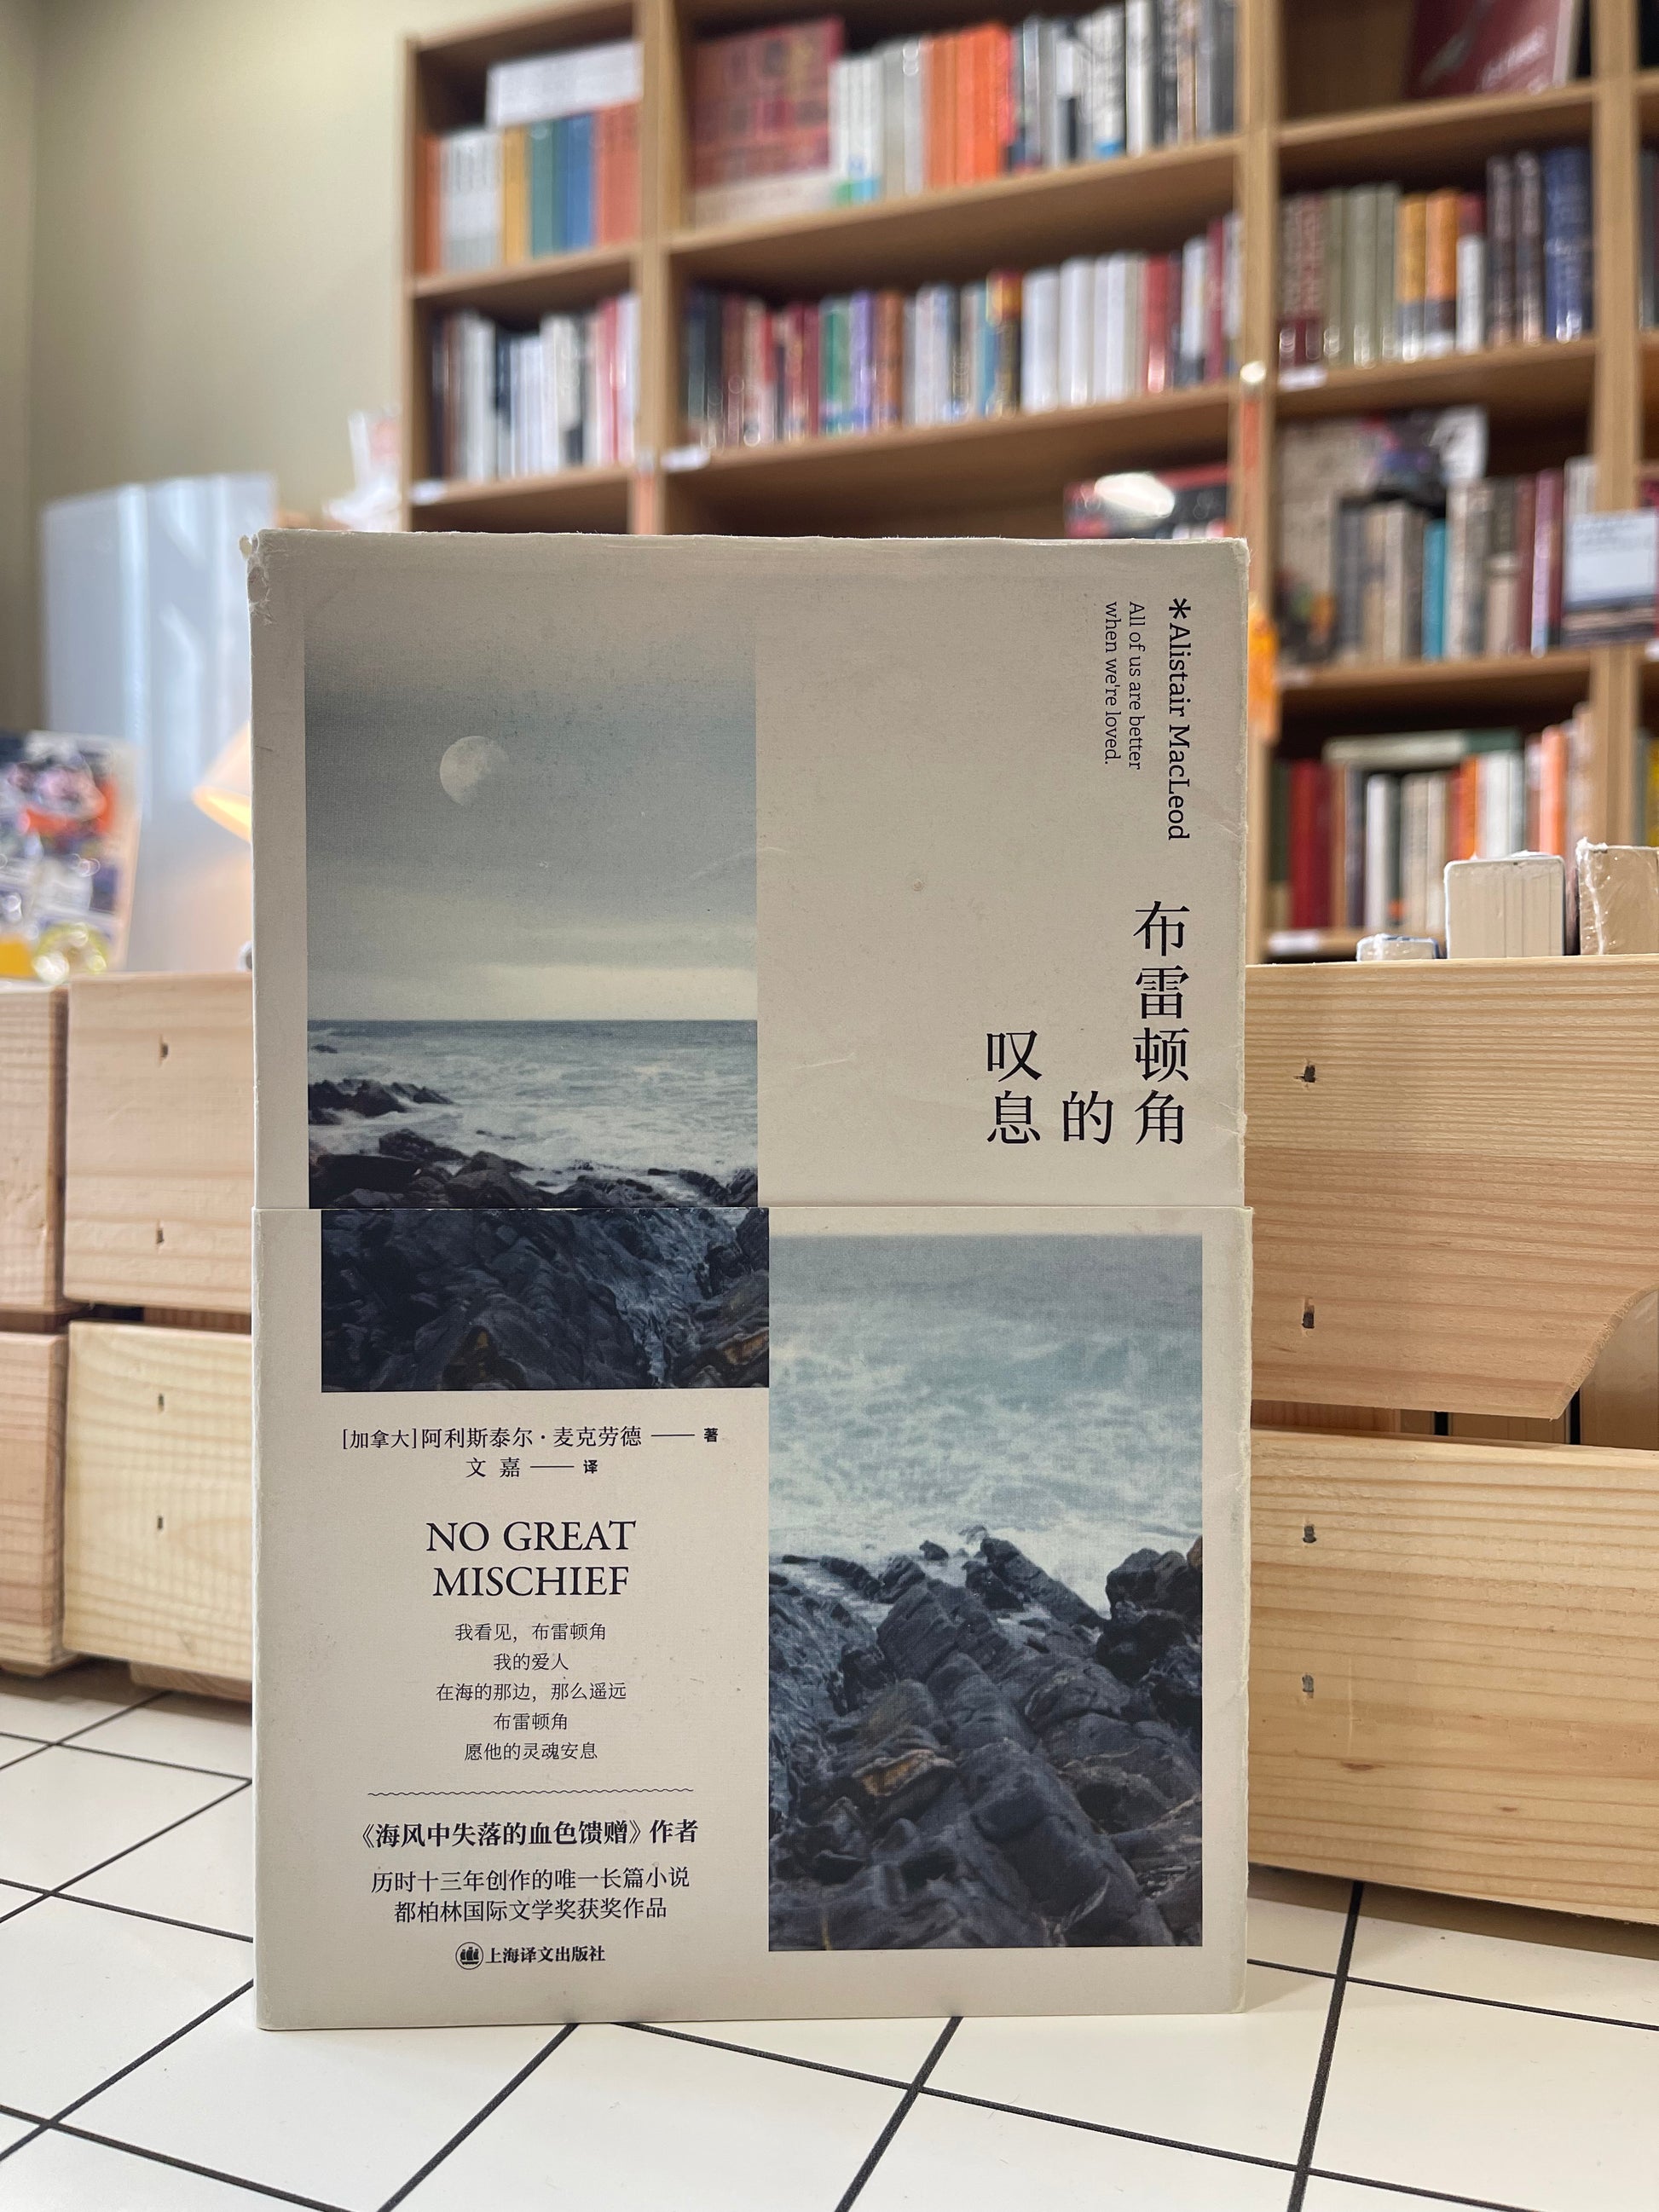 *Alistair MacLeod
All of us are better
when we're loved.
布雷顿角
的
叹息
[加拿大]阿利斯泰尔·麦克劳德——著
文 嘉——译
NO GREAT
MISCHIEF
我看见，布雷顿角
我的爱人
在海的那边，那么遥远
布雷顿角
愿他的灵魂安息
《海风中失落的血色馈赠》作者
历时十三年创作的唯一长篇小说
都柏林国际文学奖获奖作品
上海译文出版社